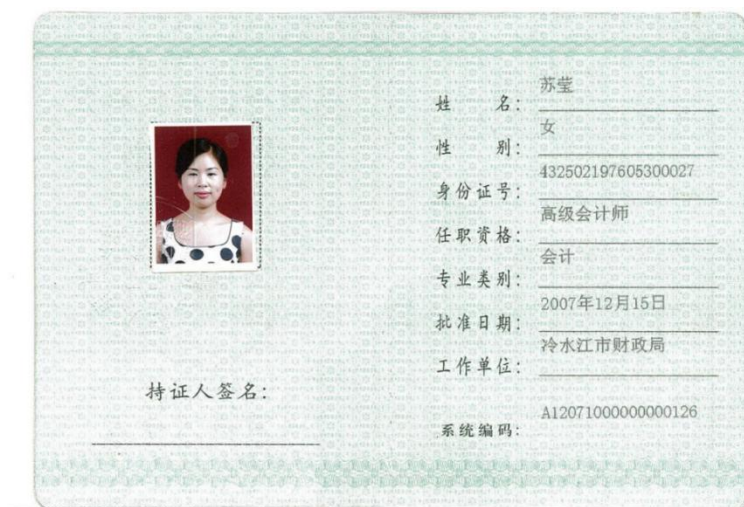 姓 名： 苏莹
性 别： 女
身份证号： 432502197605300027
任职资格： 高级会计师
专业类别： 会计
批准日期： 2007年12月15日
工作单位： 冷水江市财政局
持证人签名：
系统编码： A12071000000000126